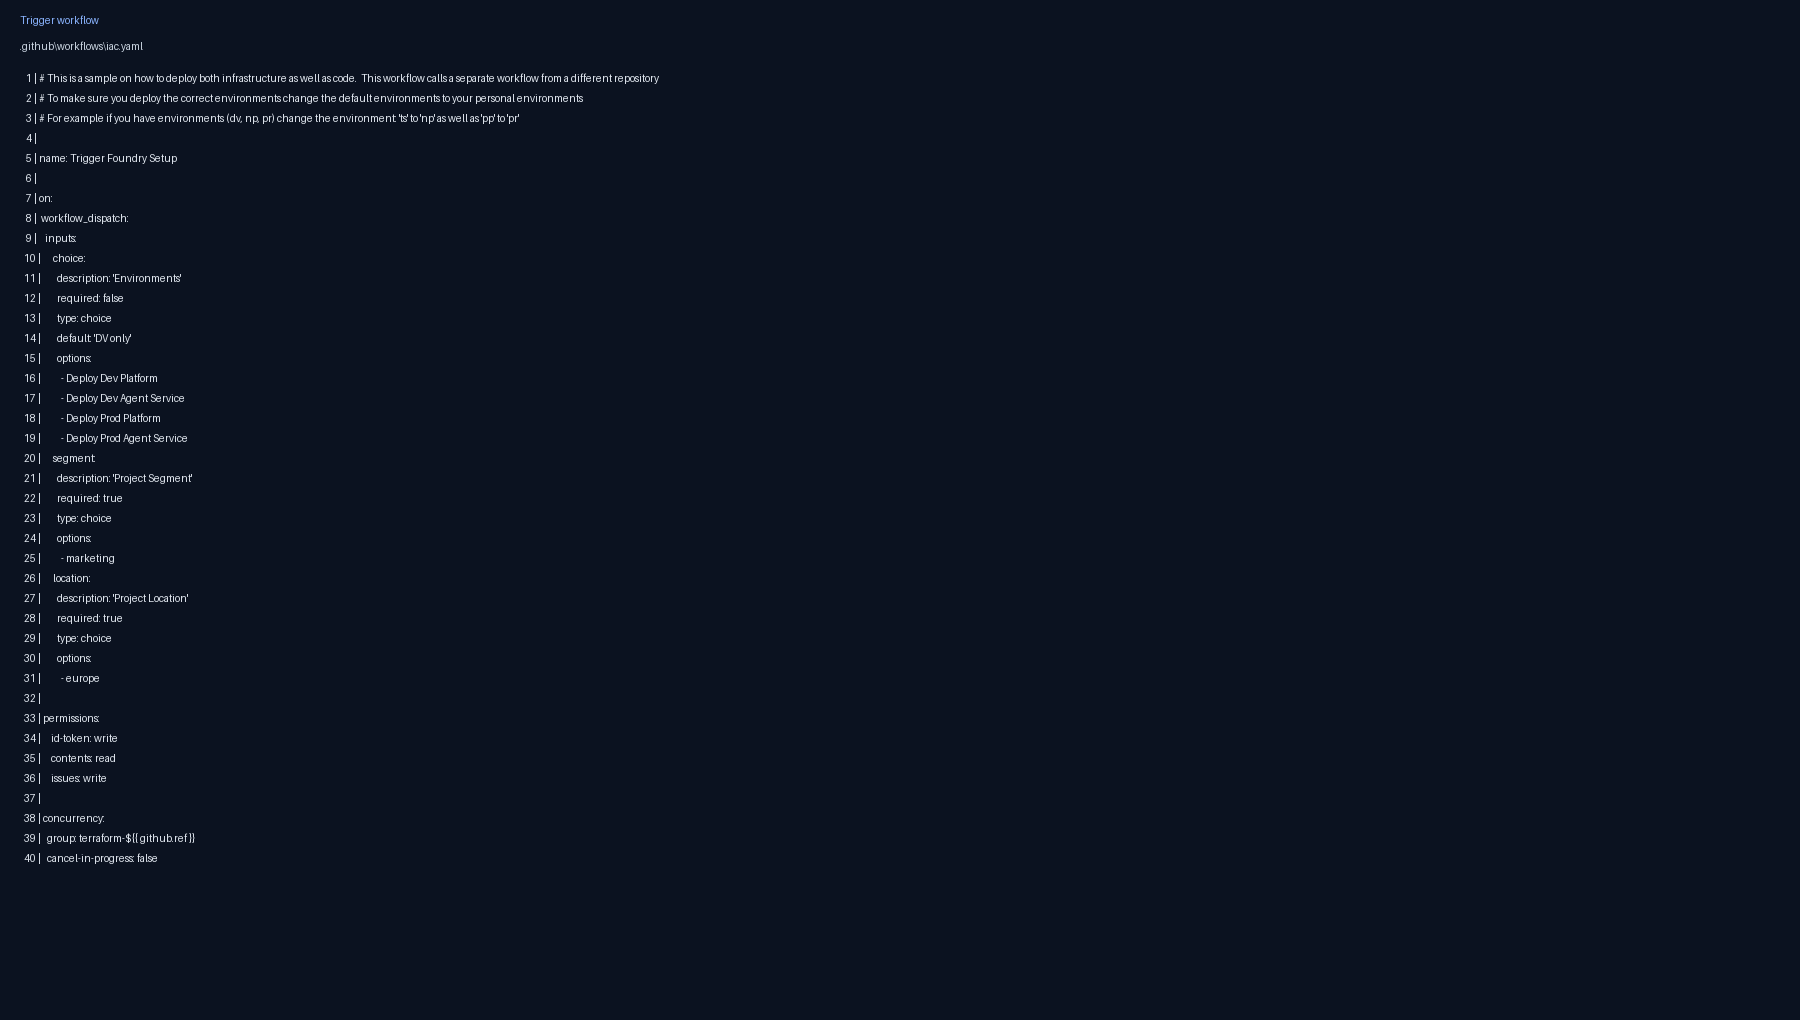 Trigger workflow
.github\workflows\iac.yaml
1 | # This is a sample on how to deploy both infrastructure as well as code.  This workflow calls a separate workflow from a different repository
2 | # To make sure you deploy the correct environments change the default environments to your personal environments
3 | # For example if you have environments (dv, np, pr) change the environment 'ts' to 'np' as well as 'pp' to 'pr'
4 |
5 | name: Trigger Foundry Setup
6 |
7 | on:
8 |  workflow_dispatch:
9 |    inputs:
10 |      choice:
11 |        description: 'Environments'
12 |        required: false
13 |        type: choice
14 |        default: 'DV only'
15 |        options:
16 |          - Deploy Dev Platform
17 |          - Deploy Dev Agent Service
18 |          - Deploy Prod Platform
19 |          - Deploy Prod Agent Service
20 |      segment:
21 |        description: 'Project Segment'
22 |        required: true
23 |        type: choice
24 |        options:
25 |          - marketing
26 |      location:
27 |        description: 'Project Location'
28 |        required: true
29 |        type: choice
30 |        options:
31 |          - europe
32 |
33 | permissions:
34 |     id-token: write
35 |     contents: read
36 |     issues: write
37 |
38 | concurrency:
39 |   group: terraform-${{ github.ref }}
40 |   cancel-in-progress: false